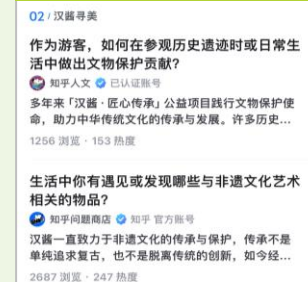 02 / 汉酱寻美
作为游客，如何在参观历史遗迹时或日常生
活中做出文物保护贡献?
知乎人文 已认证账号
多年来「汉酱·匠心传承」公益项目践行文物保护使
命，助力中华传统文化的传承与发展。许多历史...
1256 浏览 · 153 热度
生活中你有遇见或发现哪些与非遗文化艺术
相关的物品?
知乎问题商店 知乎 官方账号
汉酱一直致力于非遗文化的传承与保护，传承不是
单纯追求复古，也不是脱离传统的创新，如今经...
2687 浏览 · 247 热度